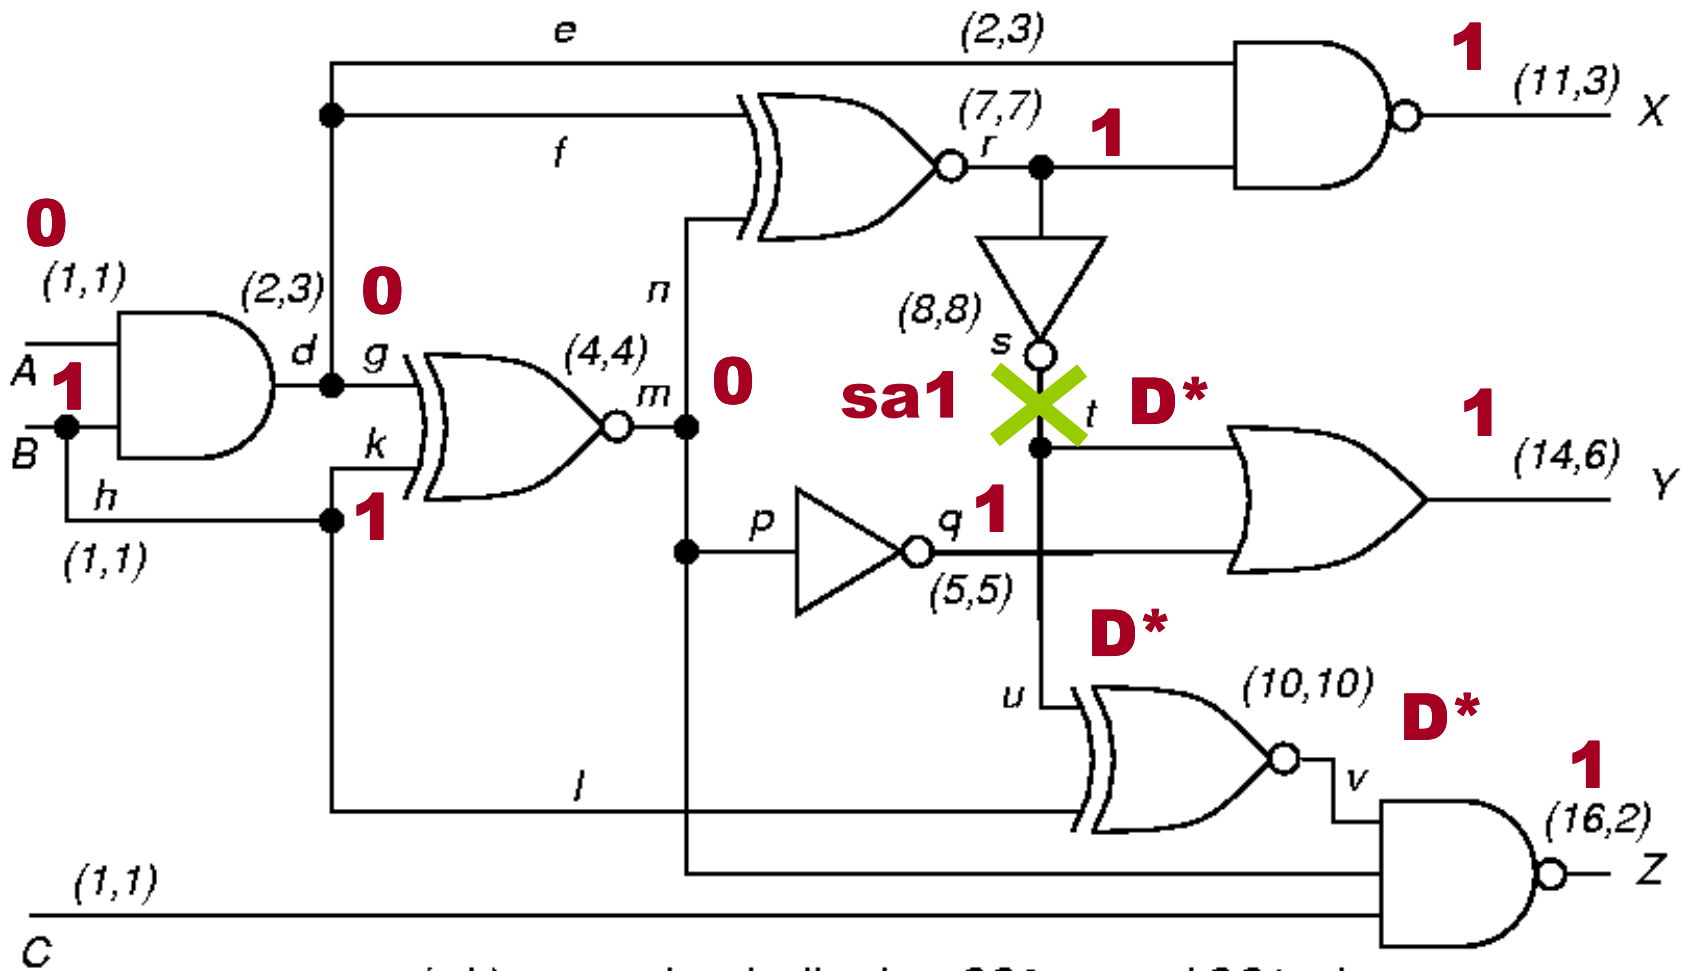 e (2,3) 1
(11,3) X
(7,7)
r 1
f
0
(1,1) (2,3) 0 n
(8,8) s
A 1 d g (4,4) m 0 sa1 t D* 1
B k (14,6) Y
h 1 p q 1
(1,1) (5,5)
D*
u (10,10) D*
l v 1
(16,2)
(1,1) Z
C